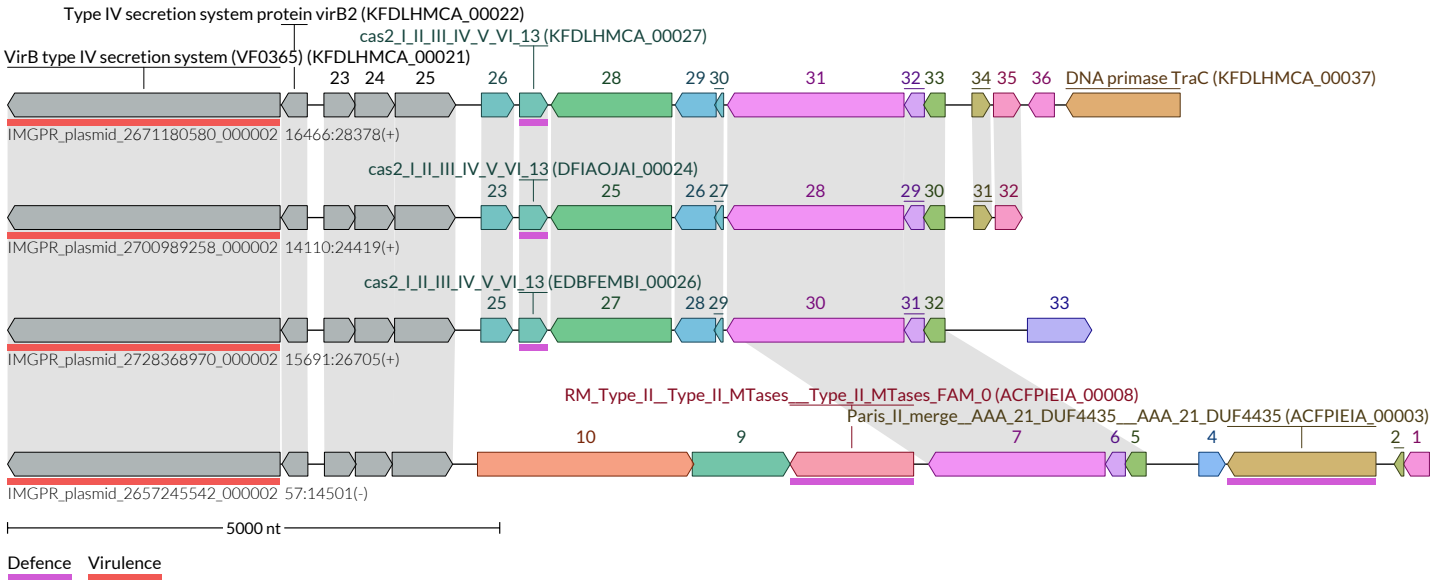 Type IV secretion system protein virB2 (KFDLHMCA_00022)
cas2_I_II_III_IV_V_VI_13 (KFDLHMCA_00027)
VirB type IV secretion system (VF0365) (KFDLHMCA_00021)
23 24 25 26 28 29 30 31 32 33 34 35 36 DNA primase TraC (KFDLHMCA_00037)
IMGPR_plasmid_2671180580_000002 16466:28378(+)
cas2_I_II_III_IV_V_VI_13 (DFIAOJAI_00024)
23 25 26 27 28 29 30 31 32
IMGPR_plasmid_2700989258_000002 14110:24419(+)
cas2_I_II_III_IV_V_VI_13 (EDBFEMBI_00026)
25 27 28 29 30 31 32 33
IMGPR_plasmid_2728368970_000002 15691:26705(+)
RM_Type_II__Type_II_MTases___Type_II_MTases_FAM_0 (ACFPIEIA_00008)
Paris_II_merge__AAA_21_DUF4435___AAA_21_DUF4435 (ACFPIEIA_00003)
10 9 7 6 5 4 2 1
IMGPR_plasmid_2657245542_000002 57:14501(-)
5000 nt
Defence Virulence